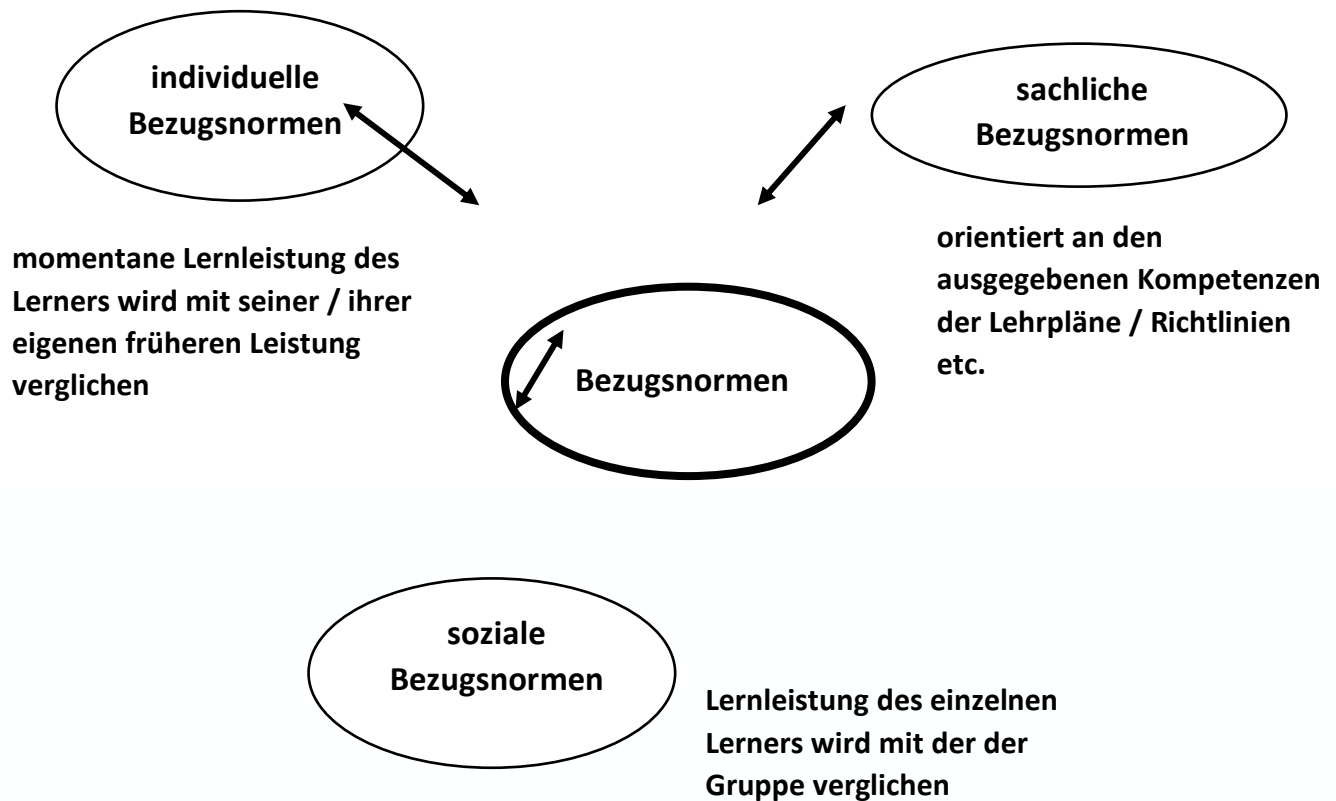 individuelle
Bezugsnormen
sachliche
Bezugsnormen
momentane Lernleistung des
Lerners wird mit seiner / ihrer
eigenen früheren Leistung
verglichen
orientiert an den
ausgegebenen Kompetenzen
der Lehrpläne / Richtlinien
etc.
Bezugsnormen
soziale
Bezugsnormen
Lernleistung des einzelnen
Lerners wird mit der der
Gruppe verglichen